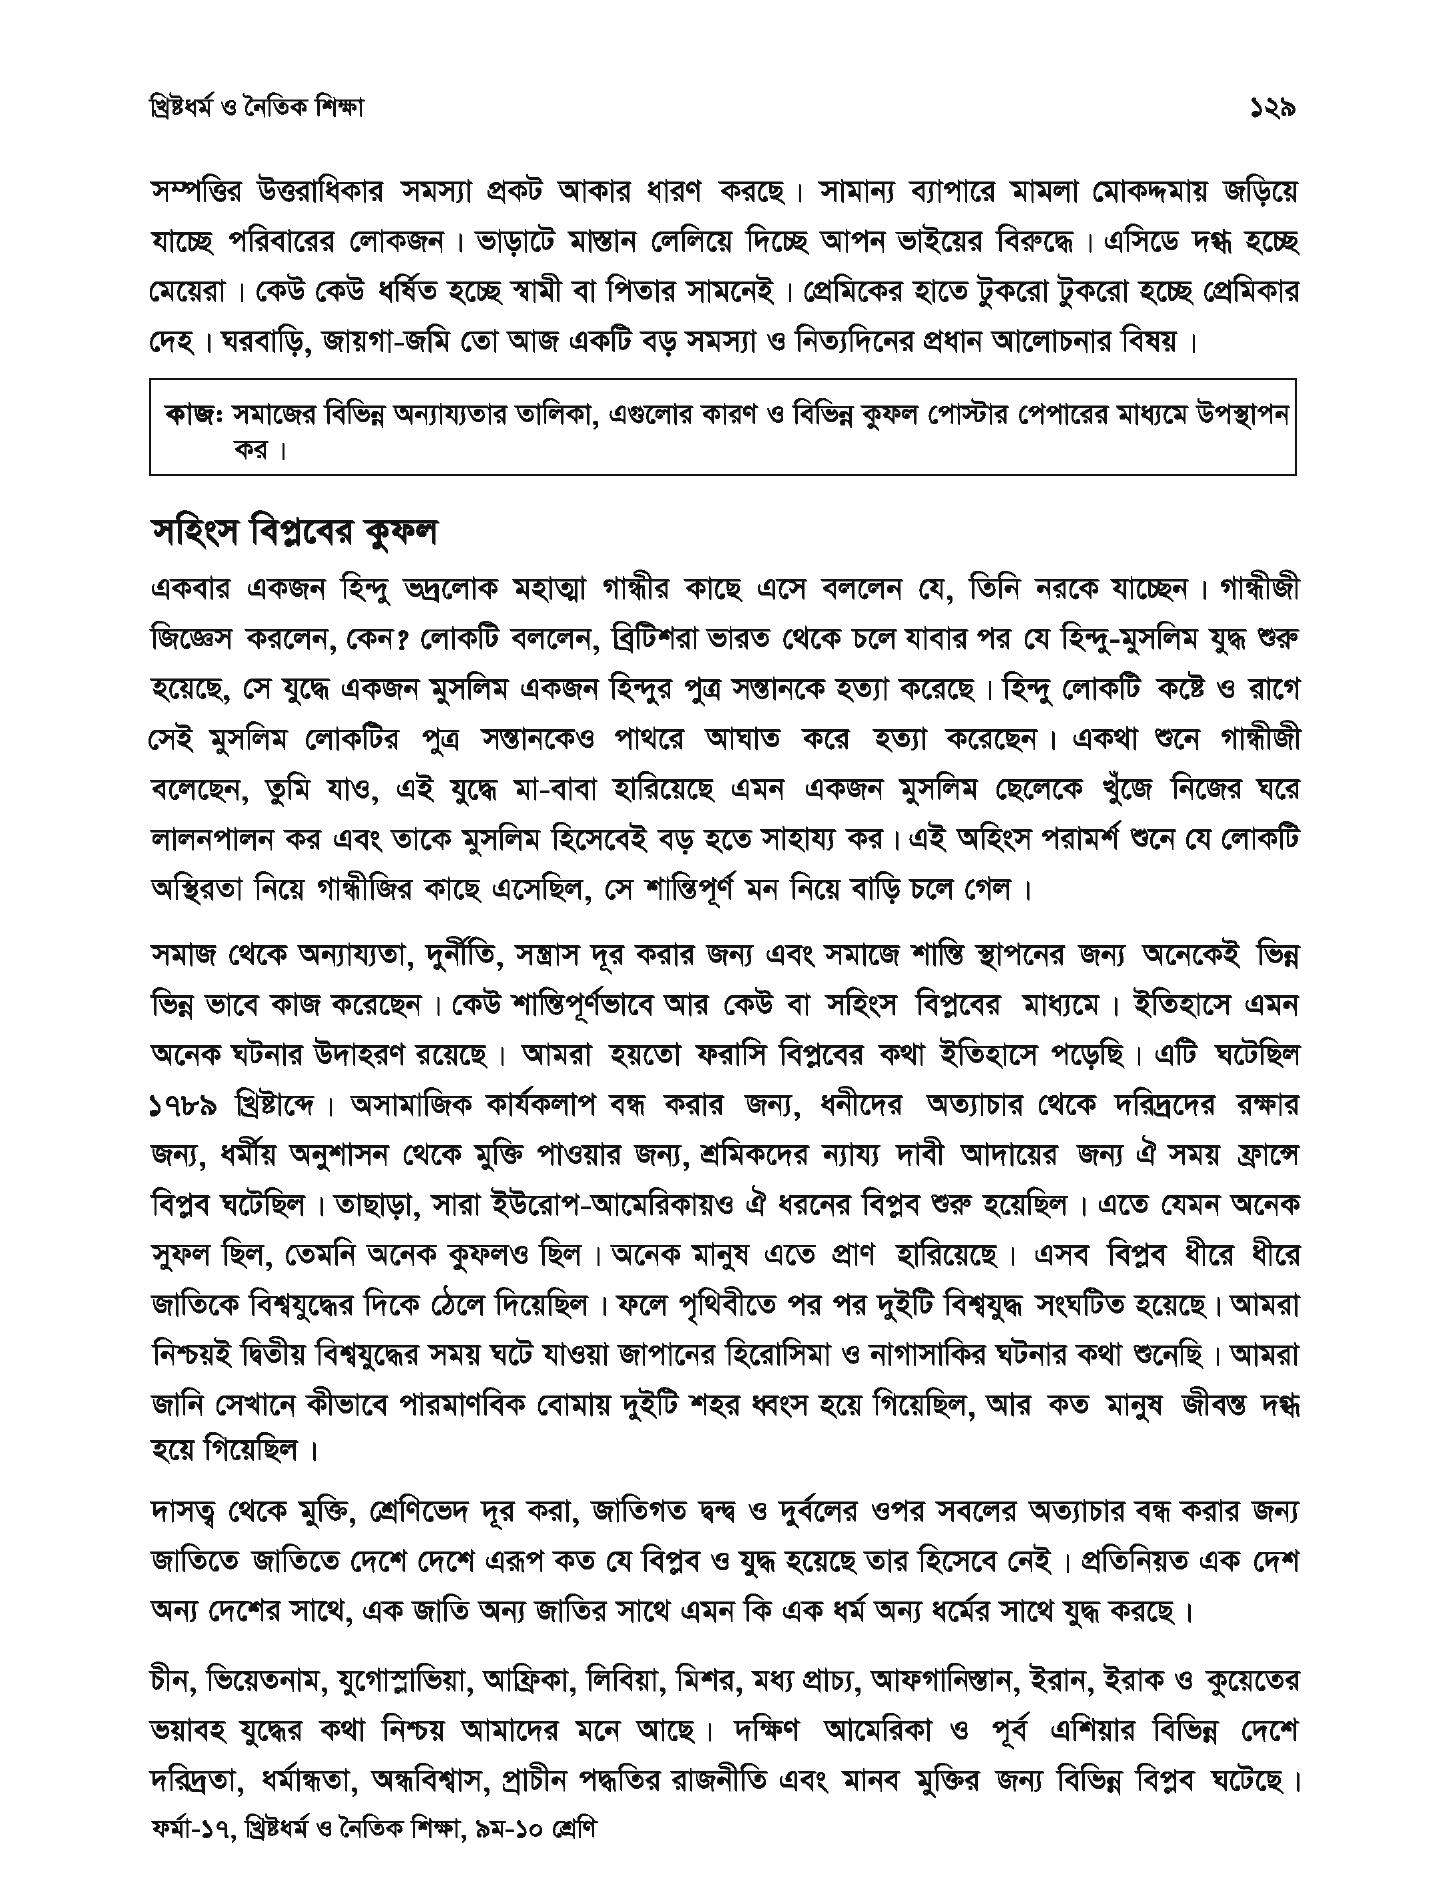 খ্রিষ্টধর্ম ও নৈতিক শিক্ষা ১২৯
সম্পত্তির উত্তরাধিকার সমস্যা প্রকট আকার ধারণ করছে। সামান্য ব্যাপারে মামলা মোকদ্দমায় জড়িয়ে
যাচ্ছে পরিবারের লোকজন। ভাড়াটে মাস্তান লেলিয়ে দিচ্ছে আপন ভাইয়ের বিরুদ্ধে। এসিডে দগ্ধ হচ্ছে
মেয়েরা। কেউ কেউ ধর্ষিত হচ্ছে স্বামী বা পিতার সামনেই। প্রেমিকের হাতে টুকরো টুকরো হচ্ছে প্রেমিকার
দেহ। ঘরবাড়ি, জায়গা-জমি তো আজ একটি বড় সমস্যা ও নিত্যদিনের প্রধান আলোচনার বিষয়।
কাজ: সমাজের বিভিন্ন অন্যায্যতার তালিকা, এগুলোর কারণ ও বিভিন্ন কুফল পোস্টার পেপারের মাধ্যমে উপস্থাপন
কর।
সহিংস বিপ্লবের কুফল
একবার একজন হিন্দু ভদ্রলোক মহাত্মা গান্ধীর কাছে এসে বললেন যে, তিনি নরকে যাচ্ছেন। গান্ধীজী
জিজ্ঞেস করলেন, কেন? লোকটি বললেন, ব্রিটিশরা ভারত থেকে চলে যাবার পর যে হিন্দু-মুসলিম যুদ্ধ শুরু
হয়েছে, সে যুদ্ধে একজন মুসলিম একজন হিন্দুর পুত্র সন্তানকে হত্যা করেছে। হিন্দু লোকটি কষ্টে ও রাগে
সেই মুসলিম লোকটির পুত্র সন্তানকেও পাথরে আঘাত করে হত্যা করেছেন। একথা শুনে গান্ধীজী
বলেছেন, তুমি যাও, এই যুদ্ধে মা-বাবা হারিয়েছে এমন একজন মুসলিম ছেলেকে খুঁজে নিজের ঘরে
লালনপালন কর এবং তাকে মুসলিম হিসেবেই বড় হতে সাহায্য কর। এই অহিংস পরামর্শ শুনে যে লোকটি
অস্থিরতা নিয়ে গান্ধীজির কাছে এসেছিল, সে শান্তিপূর্ণ মন নিয়ে বাড়ি চলে গেল।
সমাজ থেকে অন্যায্যতা, দুর্নীতি, সন্ত্রাস দূর করার জন্য এবং সমাজে শান্তি স্থাপনের জন্য অনেকেই ভিন্ন
ভিন্ন ভাবে কাজ করেছেন। কেউ শান্তিপূর্ণভাবে আর কেউ বা সহিংস বিপ্লবের মাধ্যমে। ইতিহাসে এমন
অনেক ঘটনার উদাহরণ রয়েছে। আমরা হয়তো ফরাসি বিপ্লবের কথা ইতিহাসে পড়েছি। এটি ঘটেছিল
১৭৮৯ খ্রিষ্টাব্দে। অসামাজিক কার্যকলাপ বন্ধ করার জন্য, ধনীদের অত্যাচার থেকে দরিদ্রদের রক্ষার
জন্য, ধর্মীয় অনুশাসন থেকে মুক্তি পাওয়ার জন্য, শ্রমিকদের ন্যায্য দাবী আদায়ের জন্য ঐ সময় ফ্রান্সে
বিপ্লব ঘটেছিল। তাছাড়া, সারা ইউরোপ-আমেরিকায়ও ঐ ধরনের বিপ্লব শুরু হয়েছিল। এতে যেমন অনেক
সুফল ছিল, তেমনি অনেক কুফলও ছিল। অনেক মানুষ এতে প্রাণ হারিয়েছে। এসব বিপ্লব ধীরে ধীরে
জাতিকে বিশ্বযুদ্ধের দিকে ঠেলে দিয়েছিল। ফলে পৃথিবীতে পর পর দুইটি বিশ্বযুদ্ধ সংঘটিত হয়েছে। আমরা
নিশ্চয়ই দ্বিতীয় বিশ্বযুদ্ধের সময় ঘটে যাওয়া জাপানের হিরোসিমা ও নাগাসাকির ঘটনার কথা শুনেছি। আমরা
জানি সেখানে কীভাবে পারমাণবিক বোমায় দুইটি শহর ধ্বংস হয়ে গিয়েছিল, আর কত মানুষ জীবন্ত দগ্ধ
হয়ে গিয়েছিল।
দাসত্ব থেকে মুক্তি, শ্রেণিভেদ দূর করা, জাতিগত দ্বন্দ্ব ও দুর্বলের ওপর সবলের অত্যাচার বন্ধ করার জন্য
জাতিতে জাতিতে দেশে দেশে এরূপ কত যে বিপ্লব ও যুদ্ধ হয়েছে তার হিসেবে নেই। প্রতিনিয়ত এক দেশ
অন্য দেশের সাথে, এক জাতি অন্য জাতির সাথে এমন কি এক ধর্ম অন্য ধর্মের সাথে যুদ্ধ করছে।
চীন, ভিয়েতনাম, যুগোস্লাভিয়া, আফ্রিকা, লিবিয়া, মিশর, মধ্য প্রাচ্য, আফগানিস্তান, ইরান, ইরাক ও কুয়েতের
ভয়াবহ যুদ্ধের কথা নিশ্চয় আমাদের মনে আছে। দক্ষিণ আমেরিকা ও পূর্ব এশিয়ার বিভিন্ন দেশে
দরিদ্রতা, ধর্মান্ধতা, অন্ধবিশ্বাস, প্রাচীন পদ্ধতির রাজনীতি এবং মানব মুক্তির জন্য বিভিন্ন বিপ্লব ঘটেছে।
ফর্মা-১৭, খ্রিষ্টধর্ম ও নৈতিক শিক্ষা, ৯ম-১০ শ্রেণি